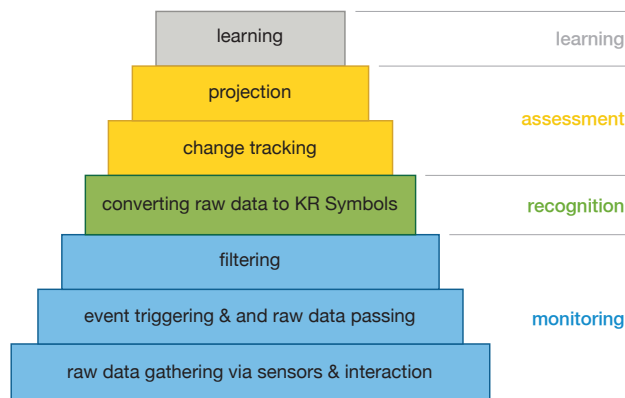 learning
learning
projection
assessment
change tracking
converting raw data to KR Symbols
recognition
filtering
event triggering & and raw data passing
monitoring
raw data gathering via sensors & interaction